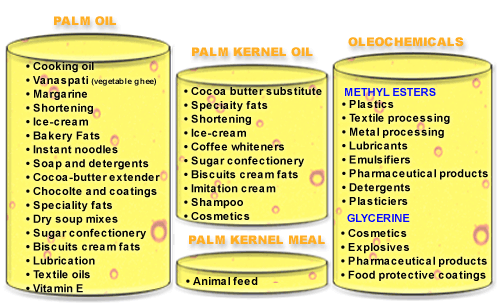 PALM OIL
• Cooking oil
• Vanaspati (vegetable ghee)
• Margarine
• Shortening
• Ice-cream
• Bakery Fats
• Instant noodles
• Soap and detergents
• Cocoa-butter extender
• Chocolte and coatings
• Speciality fats
• Dry soup mixes
• Sugar confectionery
• Biscuits cream fats
• Lubrication
• Textile oils
• Vitamin E
PALM KERNEL OIL
• Cocoa butter substitute
• Specialty fats
• Shortening
• Ice-cream
• Coffee whiteners
• Sugar confectionery
• Biscuits cream fats
• Imitation cream
• Shampoo
• Cosmetics
PALM KERNEL MEAL
• Animal feed
OLEOCHEMICALS
METHYL ESTERS
• Plastics
• Textile processing
• Metal processing
• Lubricants
• Emulsifiers
• Pharmaceutical products
• Detergents
• Plasticiers
GLYCERINE
• Cosmetics
• Explosives
• Pharmaceutical products
• Food protective coatings